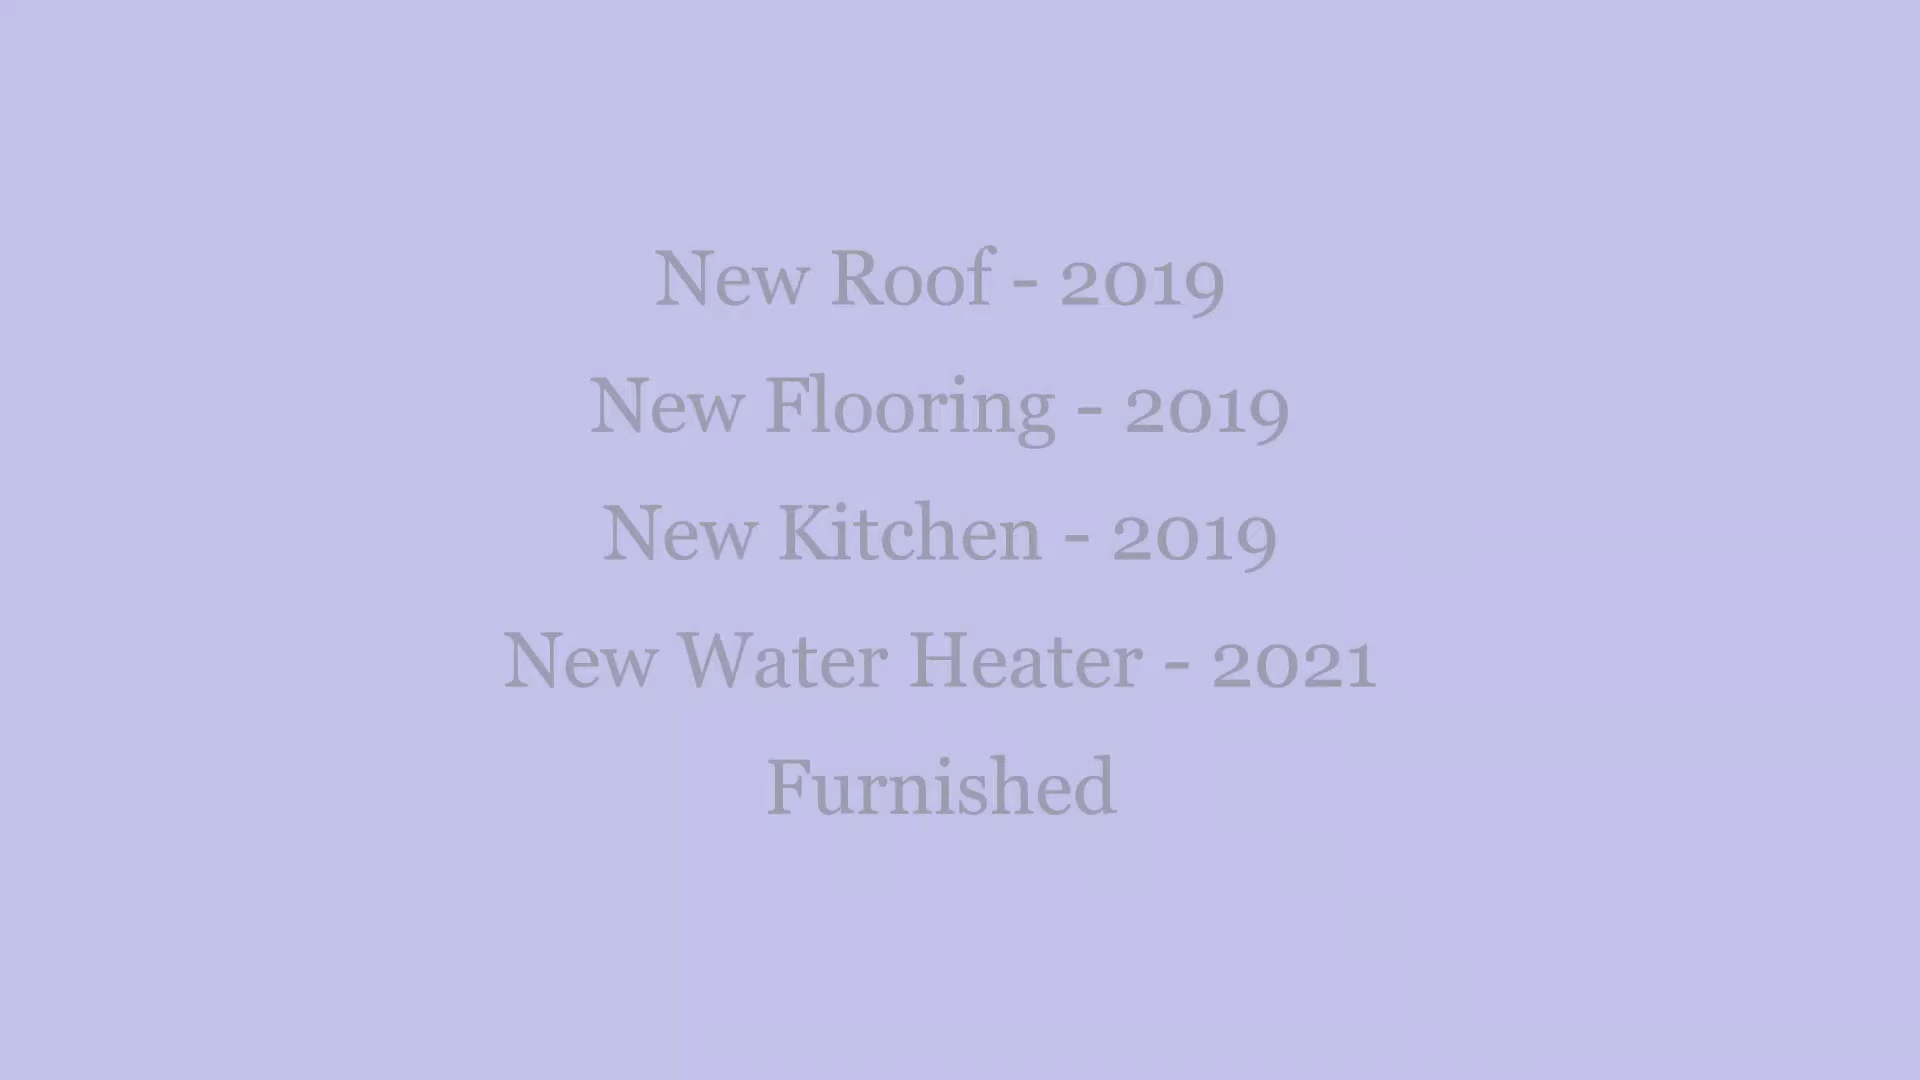 New Roof - 2019
New Flooring - 2019
New Kitchen - 2019
New Water Heater - 2021
Furnished